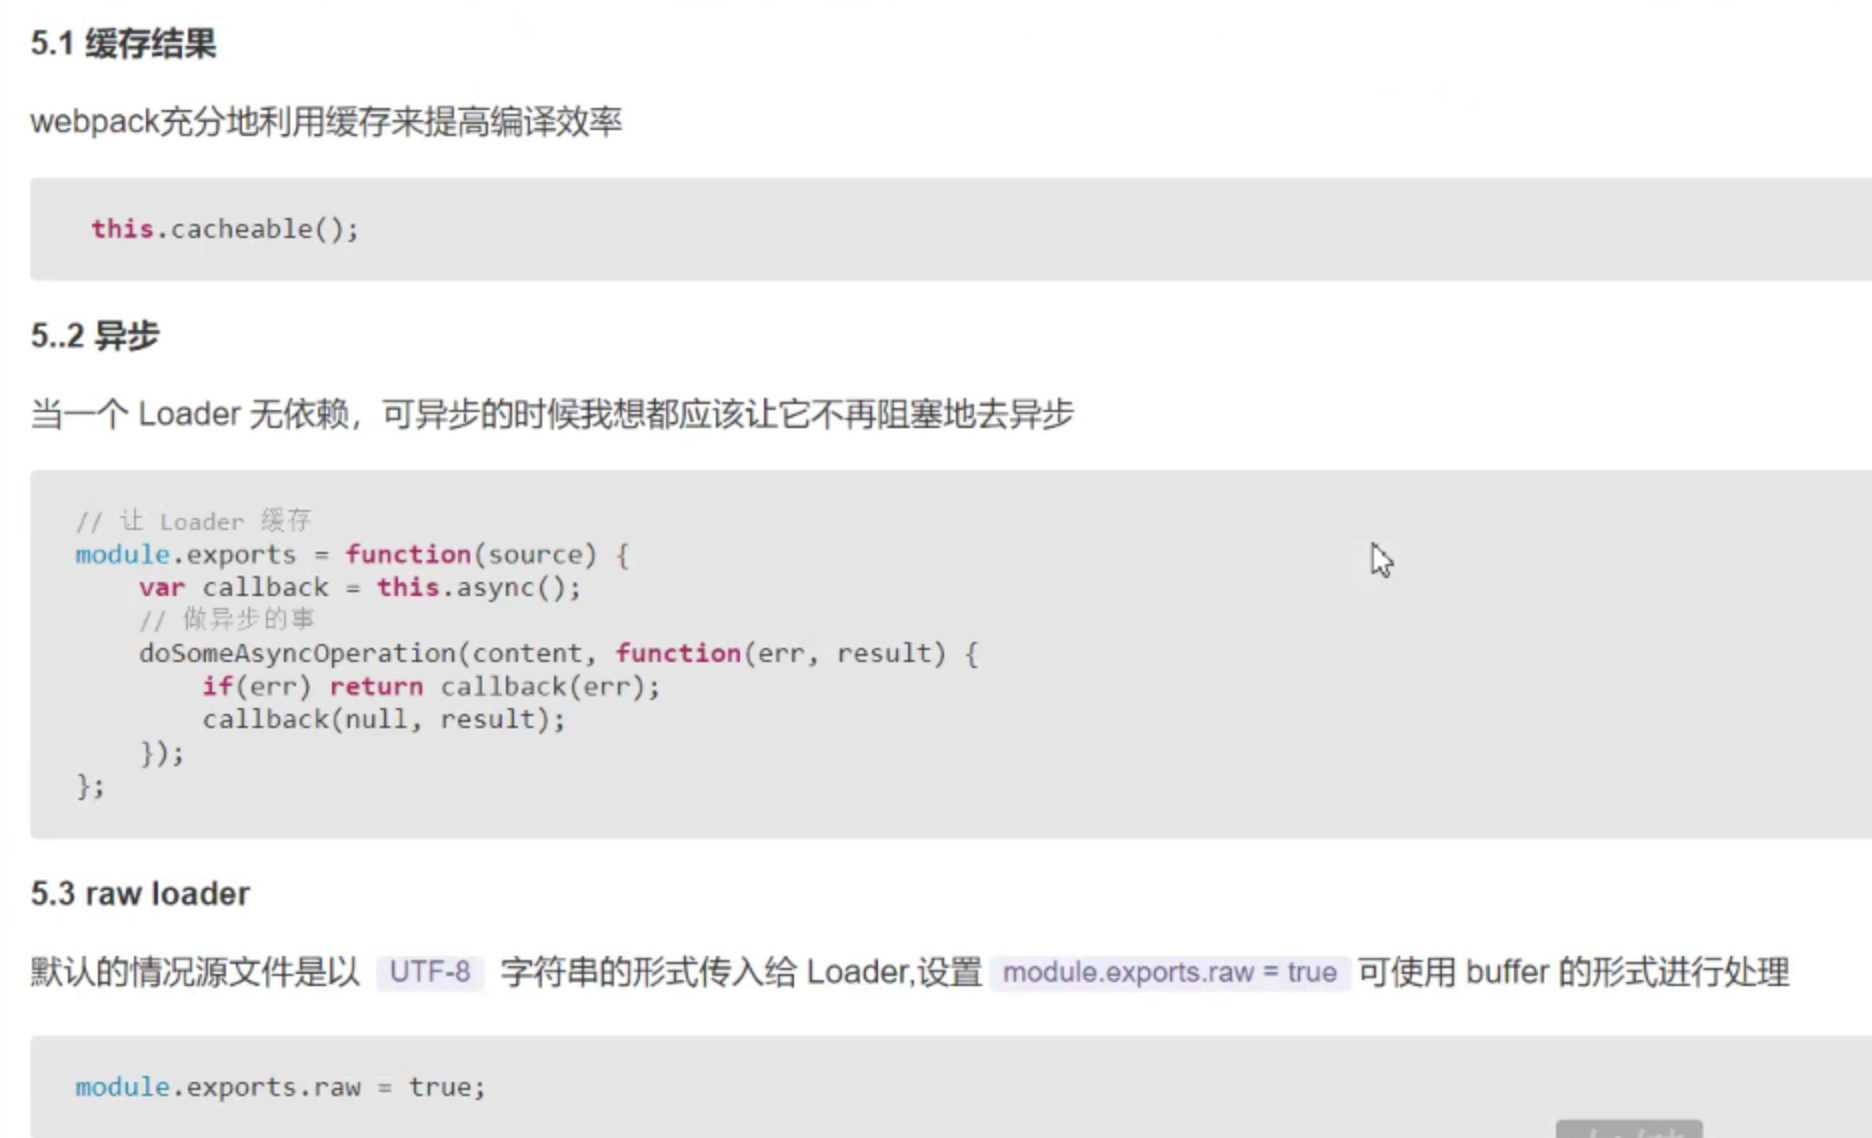 5.1 缓存结果
webpack充分地利用缓存来提高编译效率
this.cacheable();
5..2 异步
当一个 Loader 无依赖，可异步的时候我想都应该让它不再阻塞地去异步
// 让 Loader 缓存
module.exports = function(source) {
    var callback = this.async();
    // 做异步的事
    doSomeAsyncOperation(content, function(err, result) {
        if(err) return callback(err);
        callback(null, result);
    });
};
5.3 raw loader
默认的情况源文件是以 UTF-8 字符串的形式传入给 Loader,设置 module.exports.raw = true 可使用 buffer 的形式进行处理
module.exports.raw = true;